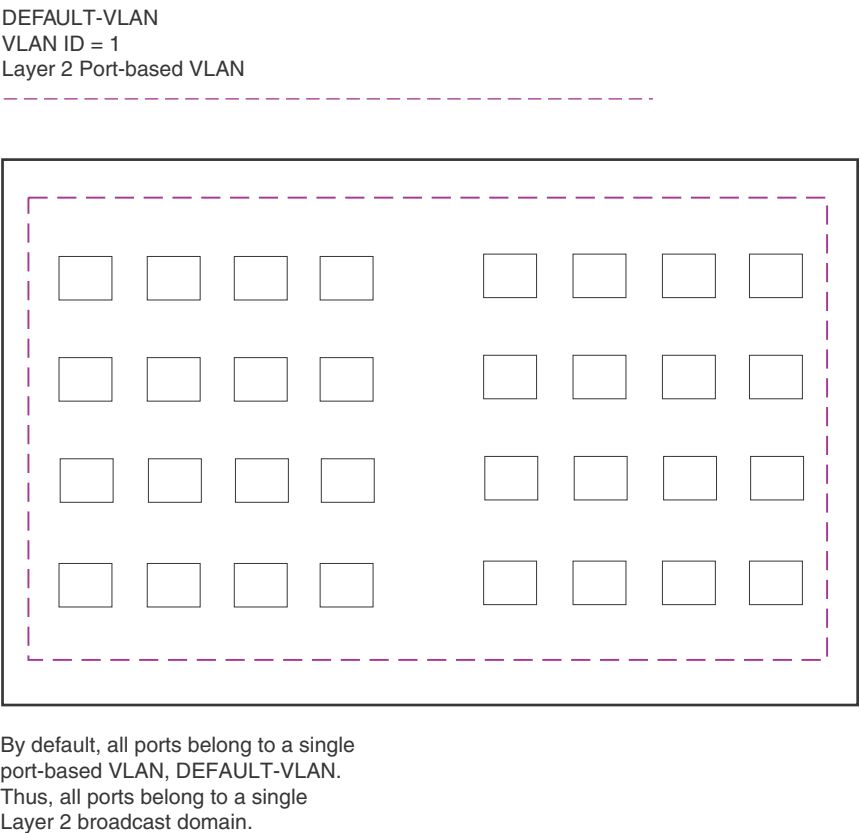 DEFAULT-VLAN
VLAN ID = 1
Layer 2 Port-based VLAN
By default, all ports belong to a single
port-based VLAN, DEFAULT-VLAN.
Thus, all ports belong to a single
Layer 2 broadcast domain.